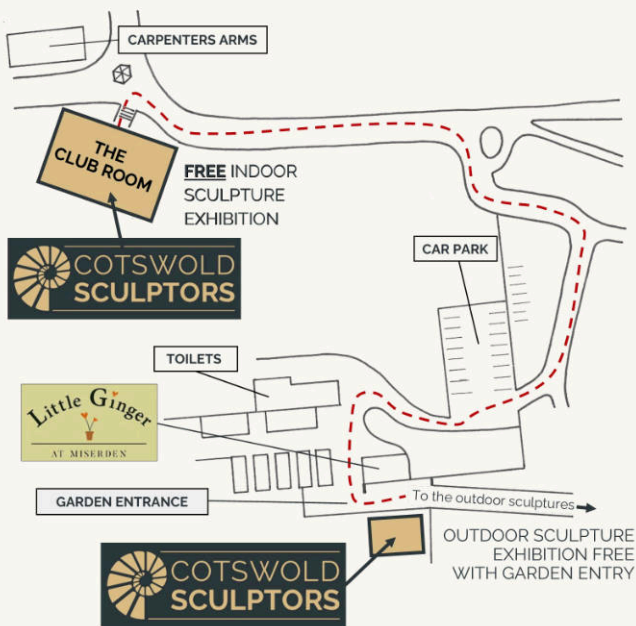 CARPENTERS ARMS
THE
CLUB ROOM
FREE INDOOR
SCULPTURE
EXHIBITION
COTSWOLD
SCULPTORS
CAR PARK
TOILETS
Little Ginger
AT MISERDEN
GARDEN ENTRANCE
To the outdoor sculptures
OUTDOOR SCULPTURE
EXHIBITION FREE
WITH GARDEN ENTRY
COTSWOLD
SCULPTORS